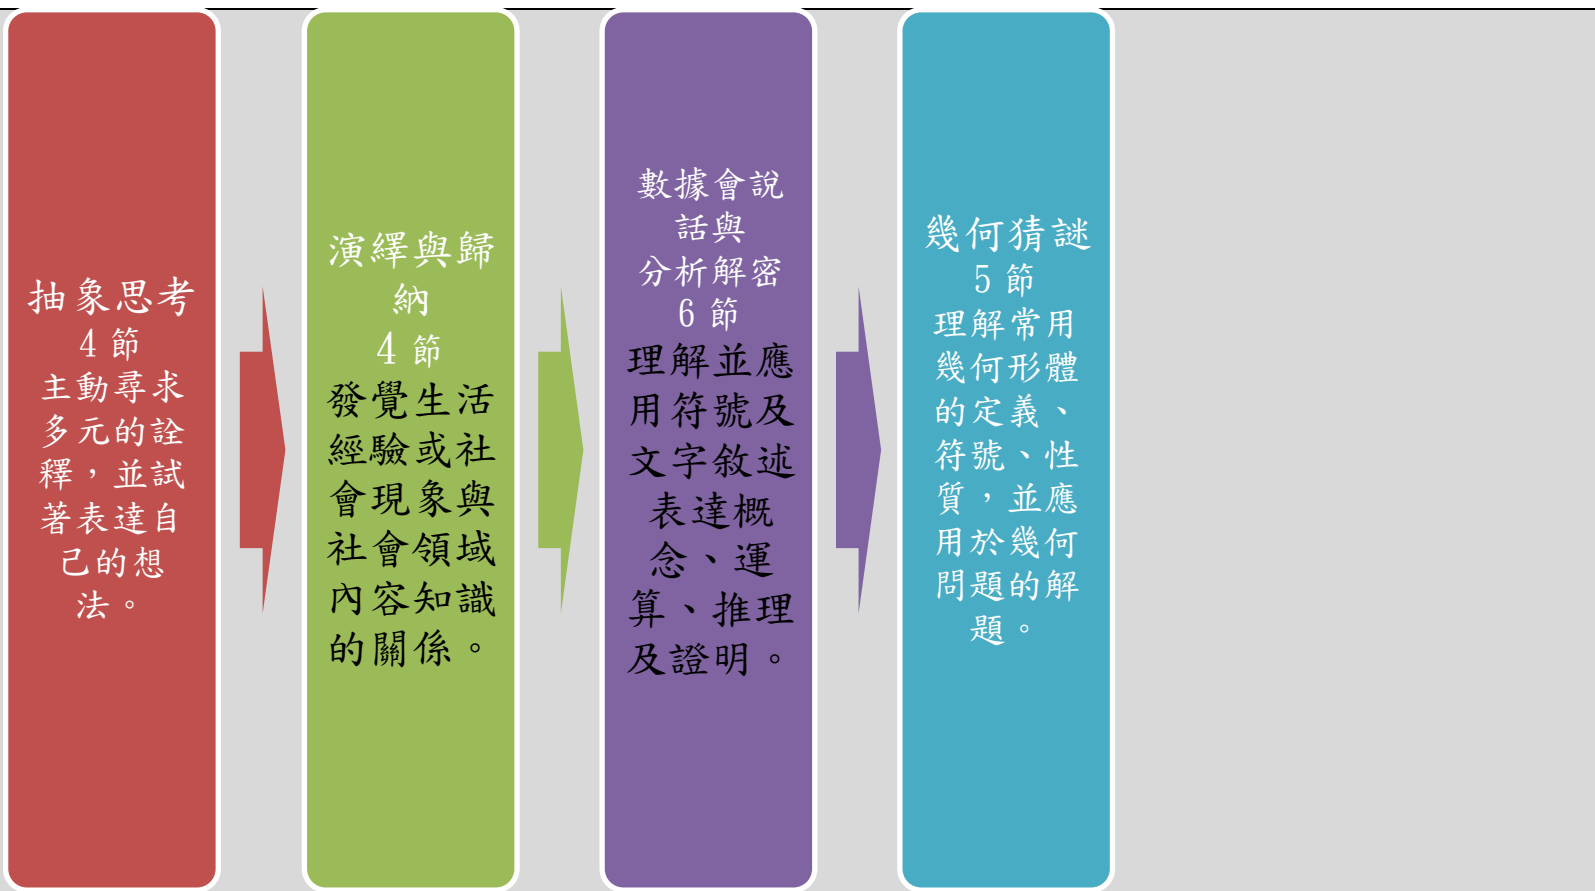 抽象思考
4 節
主動尋求
多元的詮
釋，並試
著表達自
己的想
法。
演繹與歸
納
4 節
發覺生活
經驗或社
會現象與
社會領域
內容知識
的關係。
數據會說
話與
分析解密
6 節
理解並應
用符號及
文字敘述
表達概
念、運
算、推理
及證明。
幾何猜謎
5 節
理解常用
幾何形體
的定義、
符號、性
質，並應
用於幾何
問題的解
題。